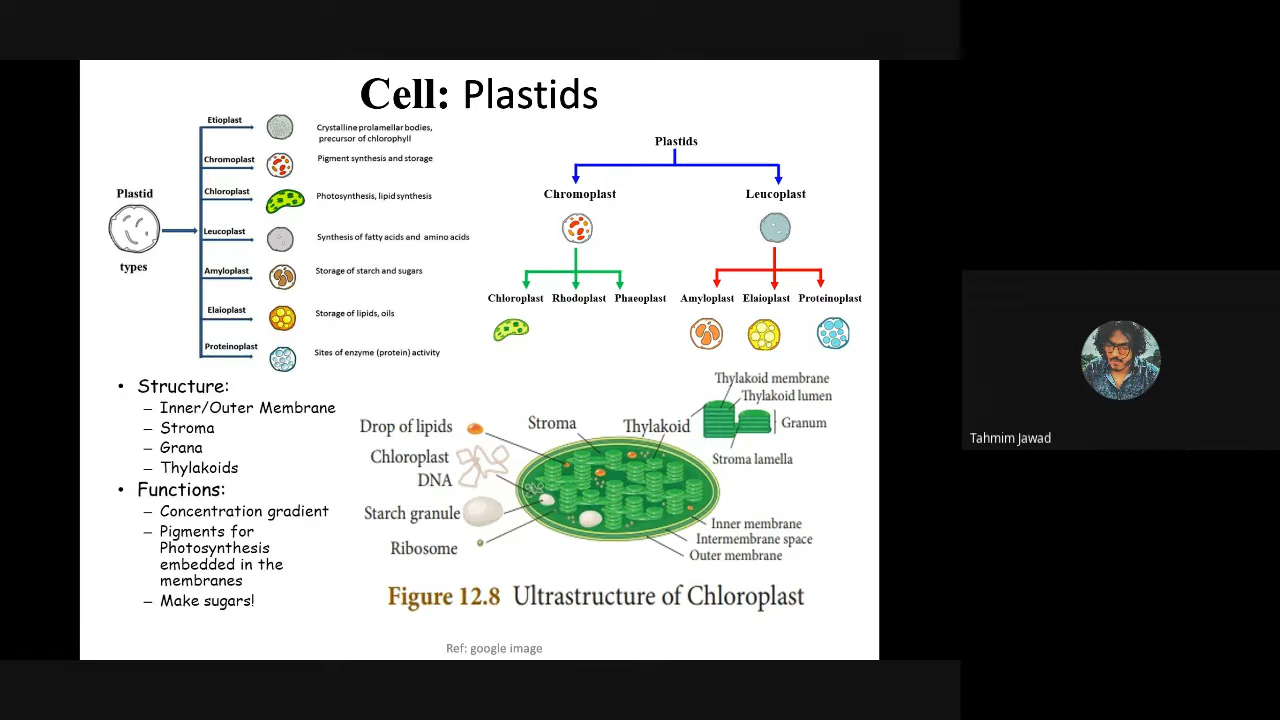 Cell: Plastids
Plastid
types
Etioplast
Crystalline prolamellar bodies,
precursor of chlorophyll
Chromoplast
Pigment synthesis and storage
Chloroplast
Photosynthesis, lipid synthesis
Leucoplast
Synthesis of fatty acids and amino acids
Amyloplast
Storage of starch and sugars
Elaioplast
Storage of lipids, oils
Proteinoplast
Sites of enzyme (protein) activity
Plastids
Chromoplast
Leucoplast
Chloroplast Rhodoplast Phaeoplast
Amyloplast Elaioplast Proteinoplast
• Structure:
– Inner/Outer Membrane
– Stroma
– Grana
– Thylakoids
• Functions:
– Concentration gradient
– Pigments for
Photosynthesis
embedded in the
membranes
– Make sugars!
Drop of lipids
Chloroplast
DNA
Starch granule
Ribosome
Stroma
Thylakoid
Thylakoid membrane
Thylakoid lumen
Granum
Stroma lamella
Inner membrane
Intermembrane space
Outer membrane
Figure 12.8 Ultrastructure of Chloroplast
Ref: google image
Tahmim Jawad